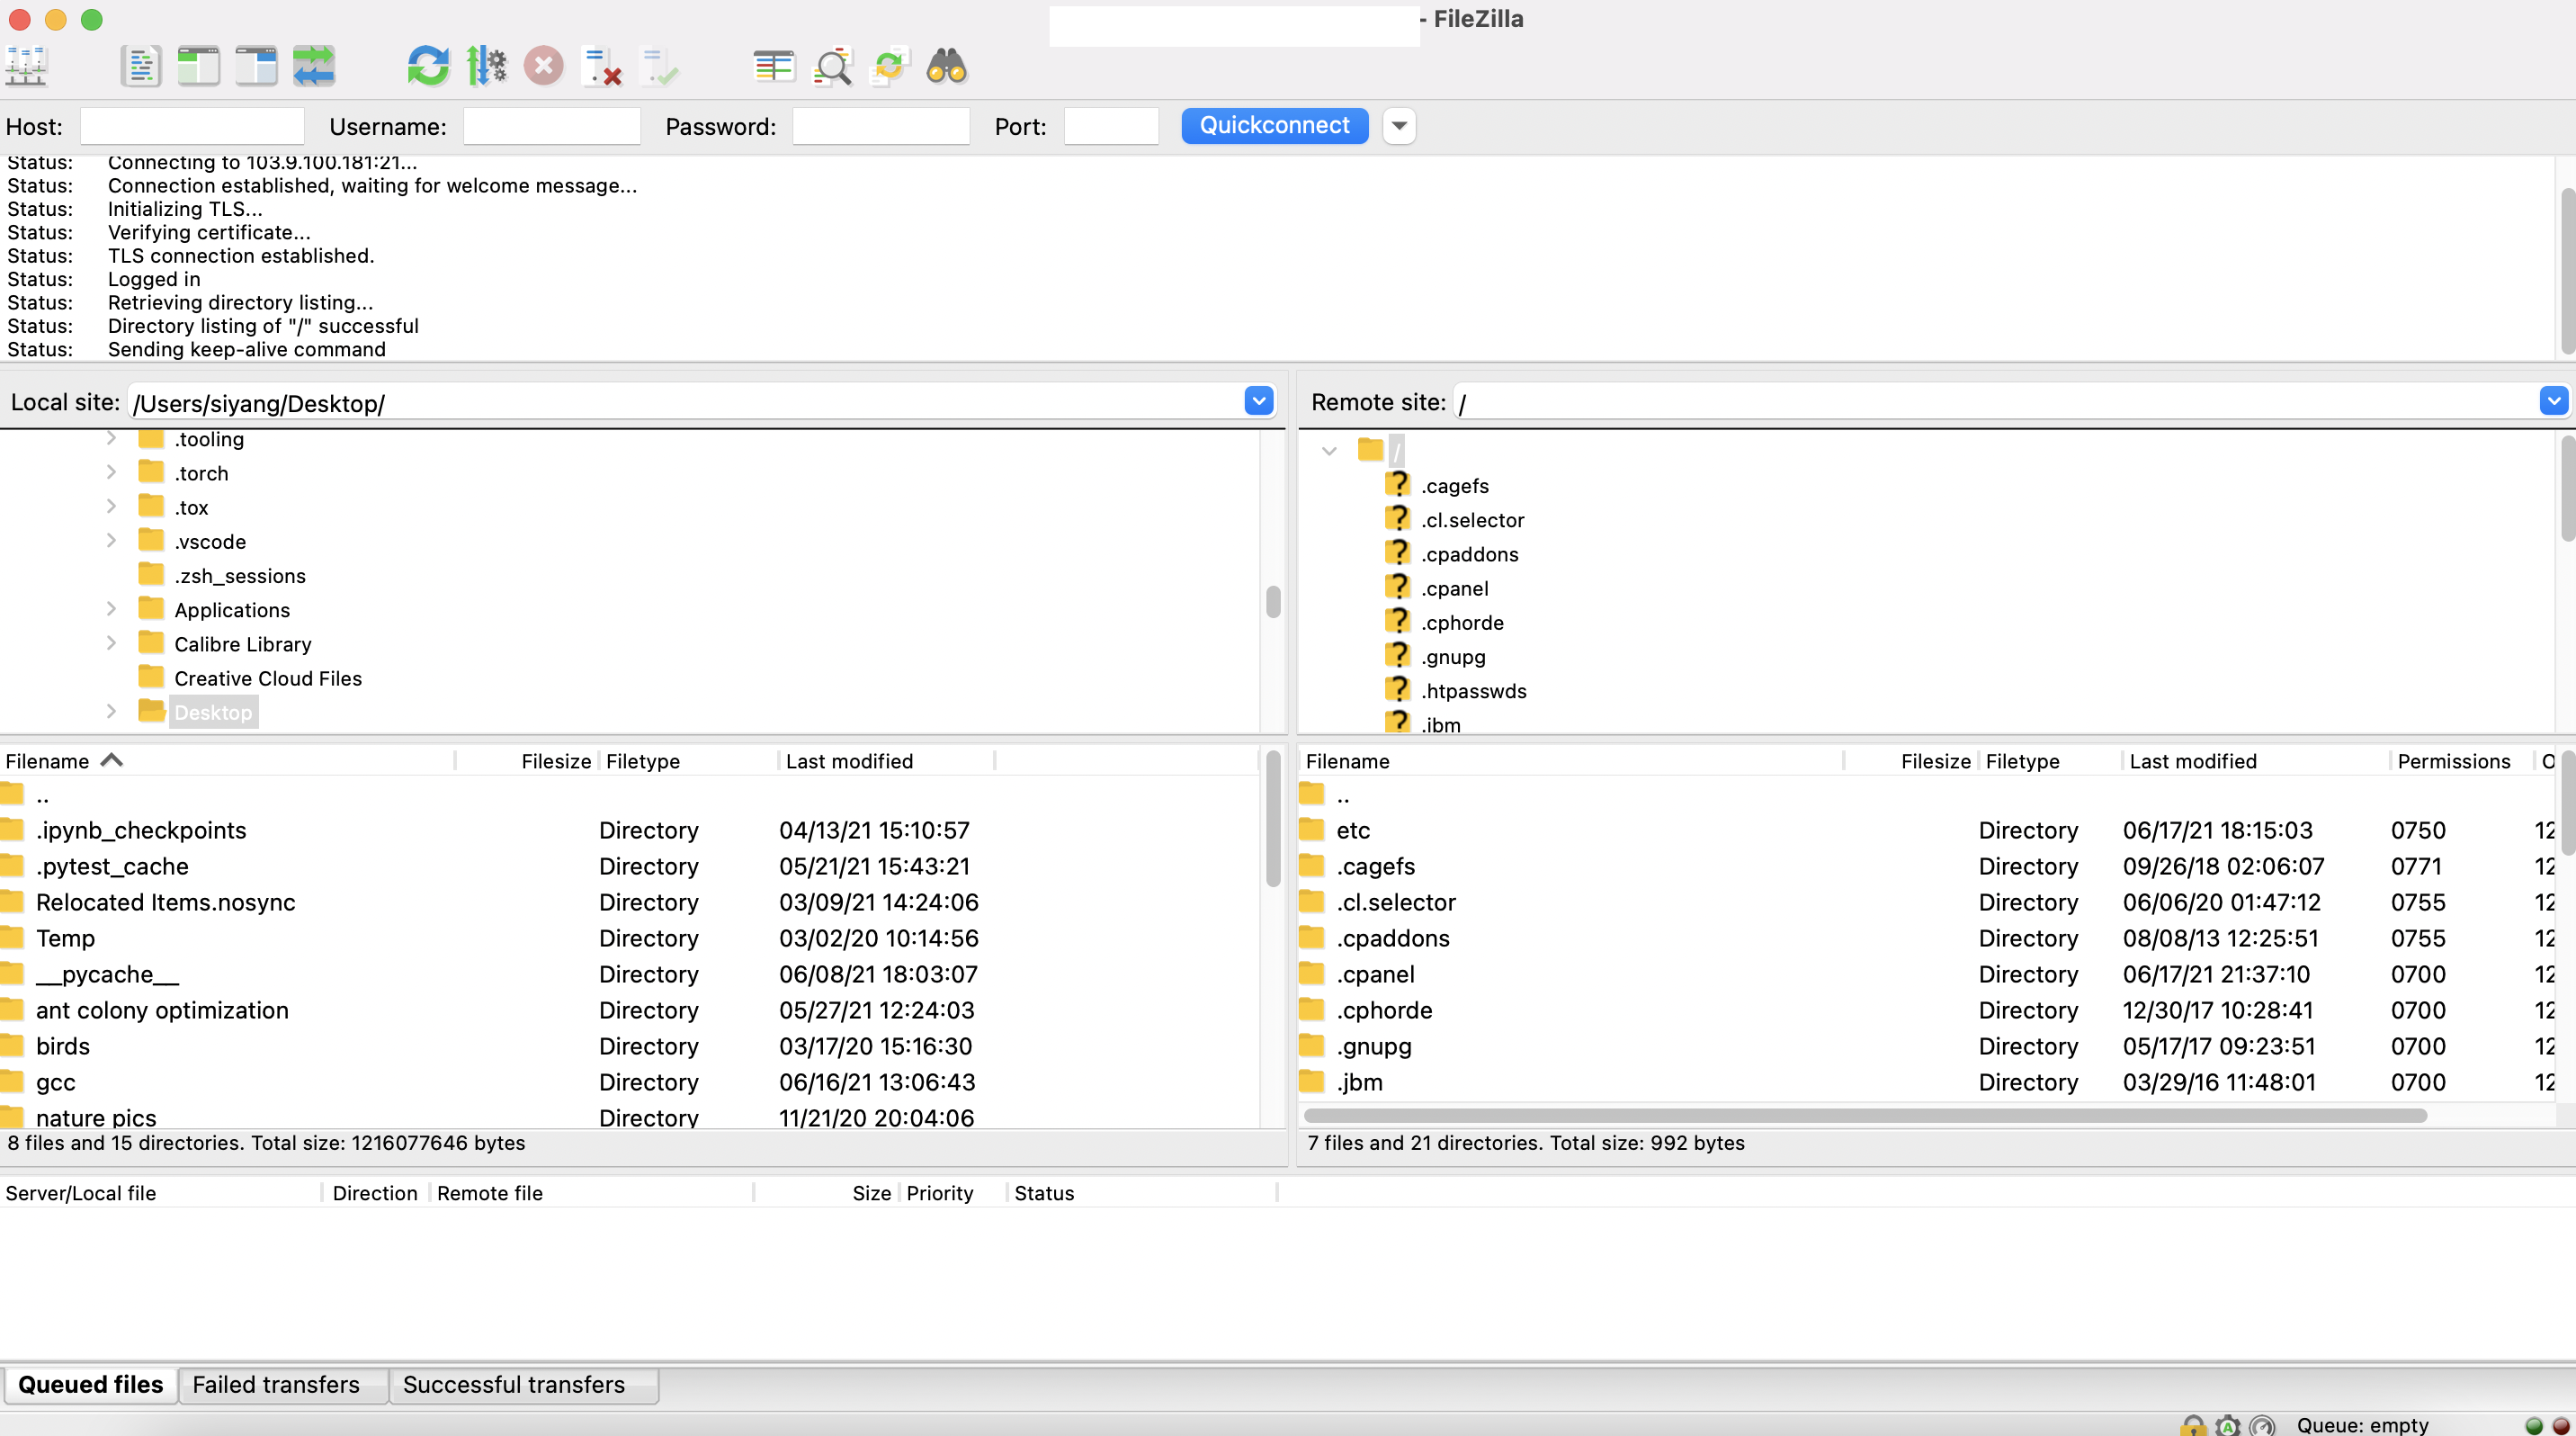 - FileZilla
Host: Username: Password: Port: Quickconnect
Status: Connecting to 103.9.100.181:21...
Status: Connection established, waiting for welcome message...
Status: Initializing TLS...
Status: Verifying certificate...
Status: TLS connection established.
Status: Logged in
Status: Retrieving directory listing...
Status: Directory listing of "/" successful
Status: Sending keep-alive command
Local site: /Users/siyang/Desktop/
.tooling
.torch
.tox
.vscode
.zsh_sessions
Applications
Calibre Library
Creative Cloud Files
Desktop
Remote site: /
/
.cagefs
.cl.selector
.cpaddons
.cpanel
.cphorde
.gnupg
.htpasswds
Filename Filesize Filetype Last modified
..
.ipynb_checkpoints Directory 04/13/21 15:10:57
.pytest_cache Directory 05/21/21 15:43:21
Relocated Items.nosync Directory 03/09/21 14:24:06
Temp Directory 03/02/20 10:14:56
__pycache__ Directory 06/08/21 18:03:07
ant colony optimization Directory 05/27/21 12:24:03
birds Directory 03/17/20 15:16:30
gcc Directory 06/16/21 13:06:43
nature pics Directory 11/21/20 20:04:06
8 files and 15 directories. Total size: 1216077646 bytes
Filename Filesize Filetype Last modified Permissions
..
etc Directory 06/17/21 18:15:03 0750 12
.cagefs Directory 09/26/18 02:06:07 0771 12
.cl.selector Directory 06/06/20 01:47:12 0755 12
.cpaddons Directory 08/08/13 12:25:51 0755 12
.cpanel Directory 06/17/21 21:37:10 0700 12
.cphorde Directory 12/30/17 10:28:41 0700 12
.gnupg Directory 05/17/17 09:23:51 0700 12
.jbm Directory 03/29/16 11:48:01 0700 12
7 files and 21 directories. Total size: 992 bytes
Server/Local file Direction Remote file Size Priority Status
Queued files Failed transfers Successful transfers
Queue: empty